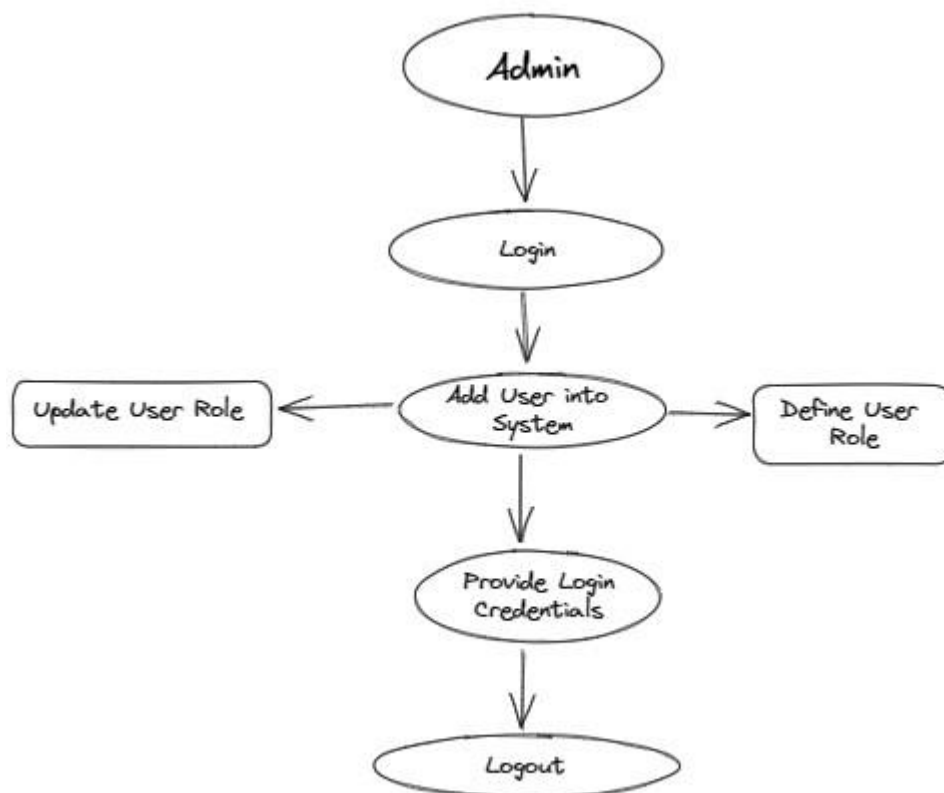 Admin
Login
Update User Role
Add User into
System
Define User
Role
Provide Login
Credentials
Logout